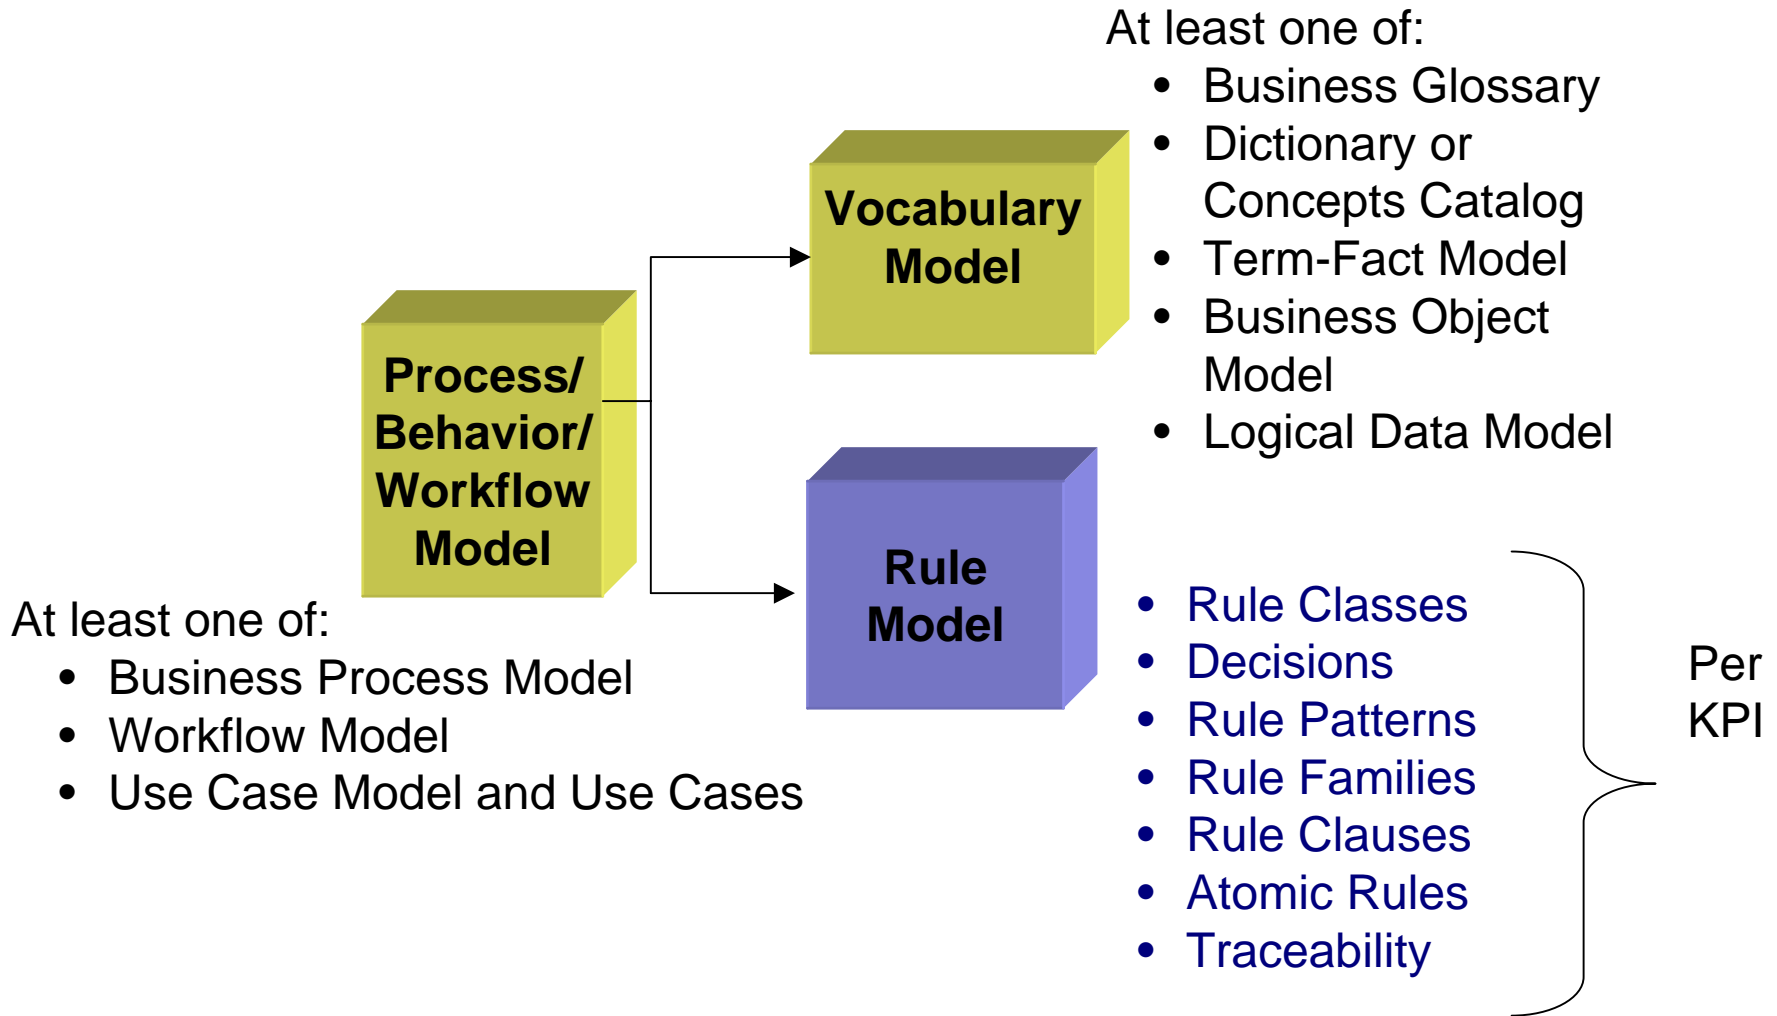 At least one of:
• Business Glossary
• Dictionary or
Concepts Catalog
• Term-Fact Model
• Business Object
Model
• Logical Data Model
Vocabulary
Model
Process/
Behavior/
Workflow
Model
At least one of:
• Business Process Model
• Workflow Model
• Use Case Model and Use Cases
Rule
Model
• Rule Classes
• Decisions
• Rule Patterns
• Rule Families
• Rule Clauses
• Atomic Rules
• Traceability
Per
KPI